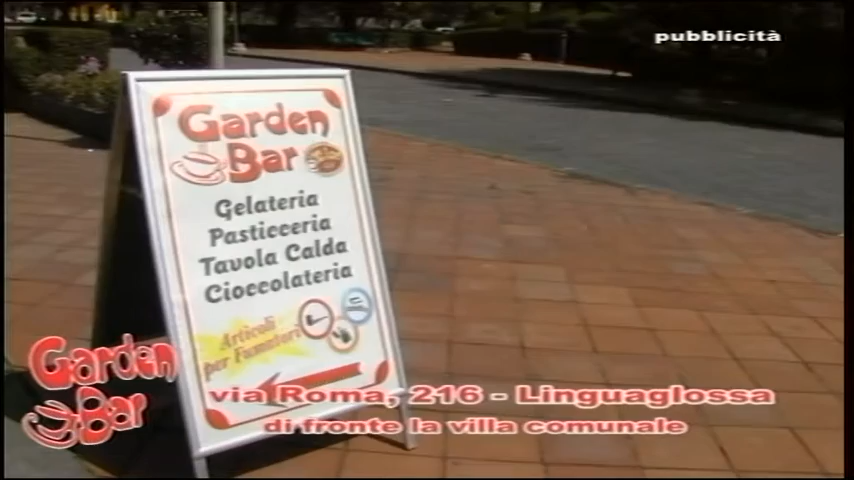 pubblicità
Garden
Bar
Gelateria
Pasticceria
Tavola Calda
Cioccolateria
Articoli
per Fumatori
Garden
Bar
via Roma, 216 - Linguaglossa
di fronte la villa comunale